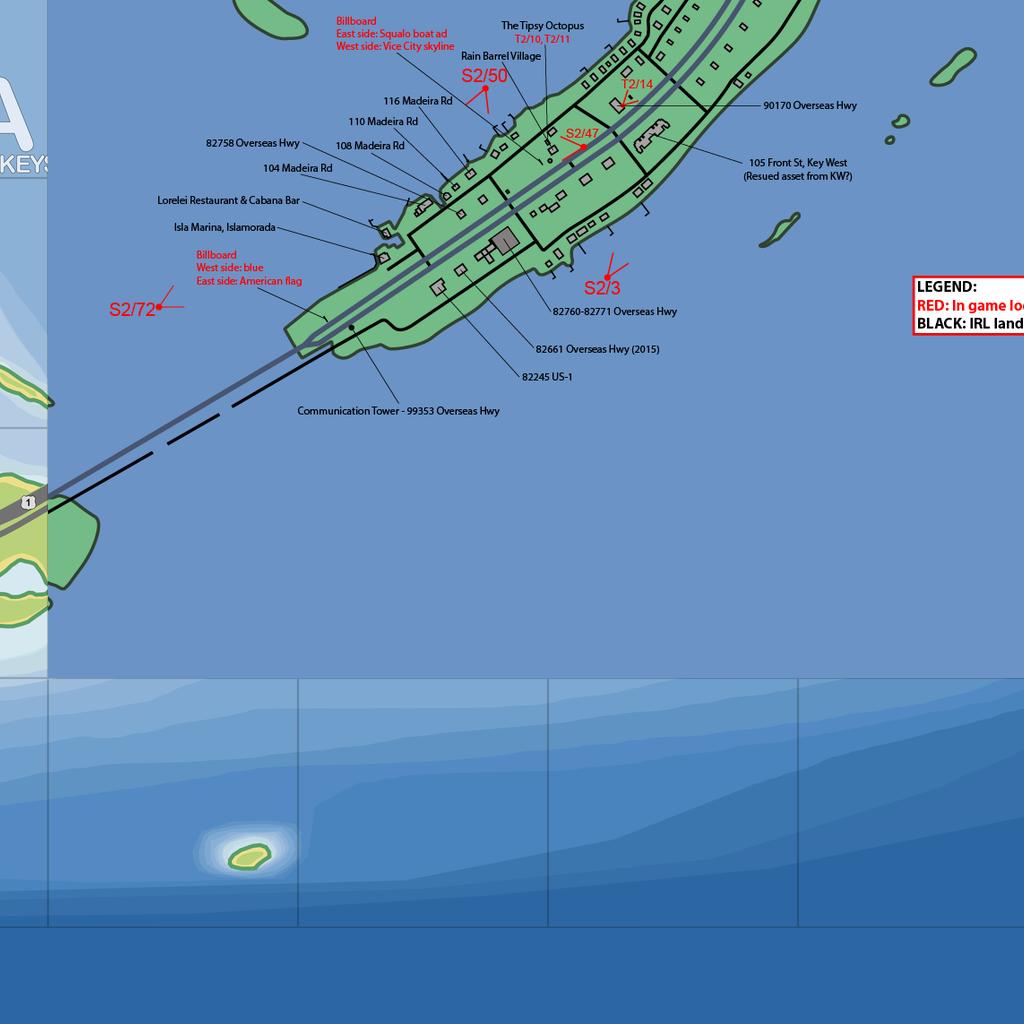 A
KEYS
Billboard
East side: Squalo boat ad
West side: Vice City skyline
The Tipsy Octopus
T2/10, T2/11
Rain Barrel Village
S2/50
T2/14
116 Madeira Rd
90170 Overseas Hwy
110 Madeira Rd
S2/47
82758 Overseas Hwy
108 Madeira Rd
105 Front St, Key West
(Resued asset from KW?)
104 Madeira Rd
Lorelei Restaurant & Cabana Bar
Isla Marina, Islamorada
Billboard
West side: blue
East side: American flag
S2/3
S2/72
LEGEND:
RED: In game lo
BLACK: IRL land
82760-82771 Overseas Hwy
82661 Overseas Hwy (2015)
82245 US-1
Communication Tower - 99353 Overseas Hwy
1